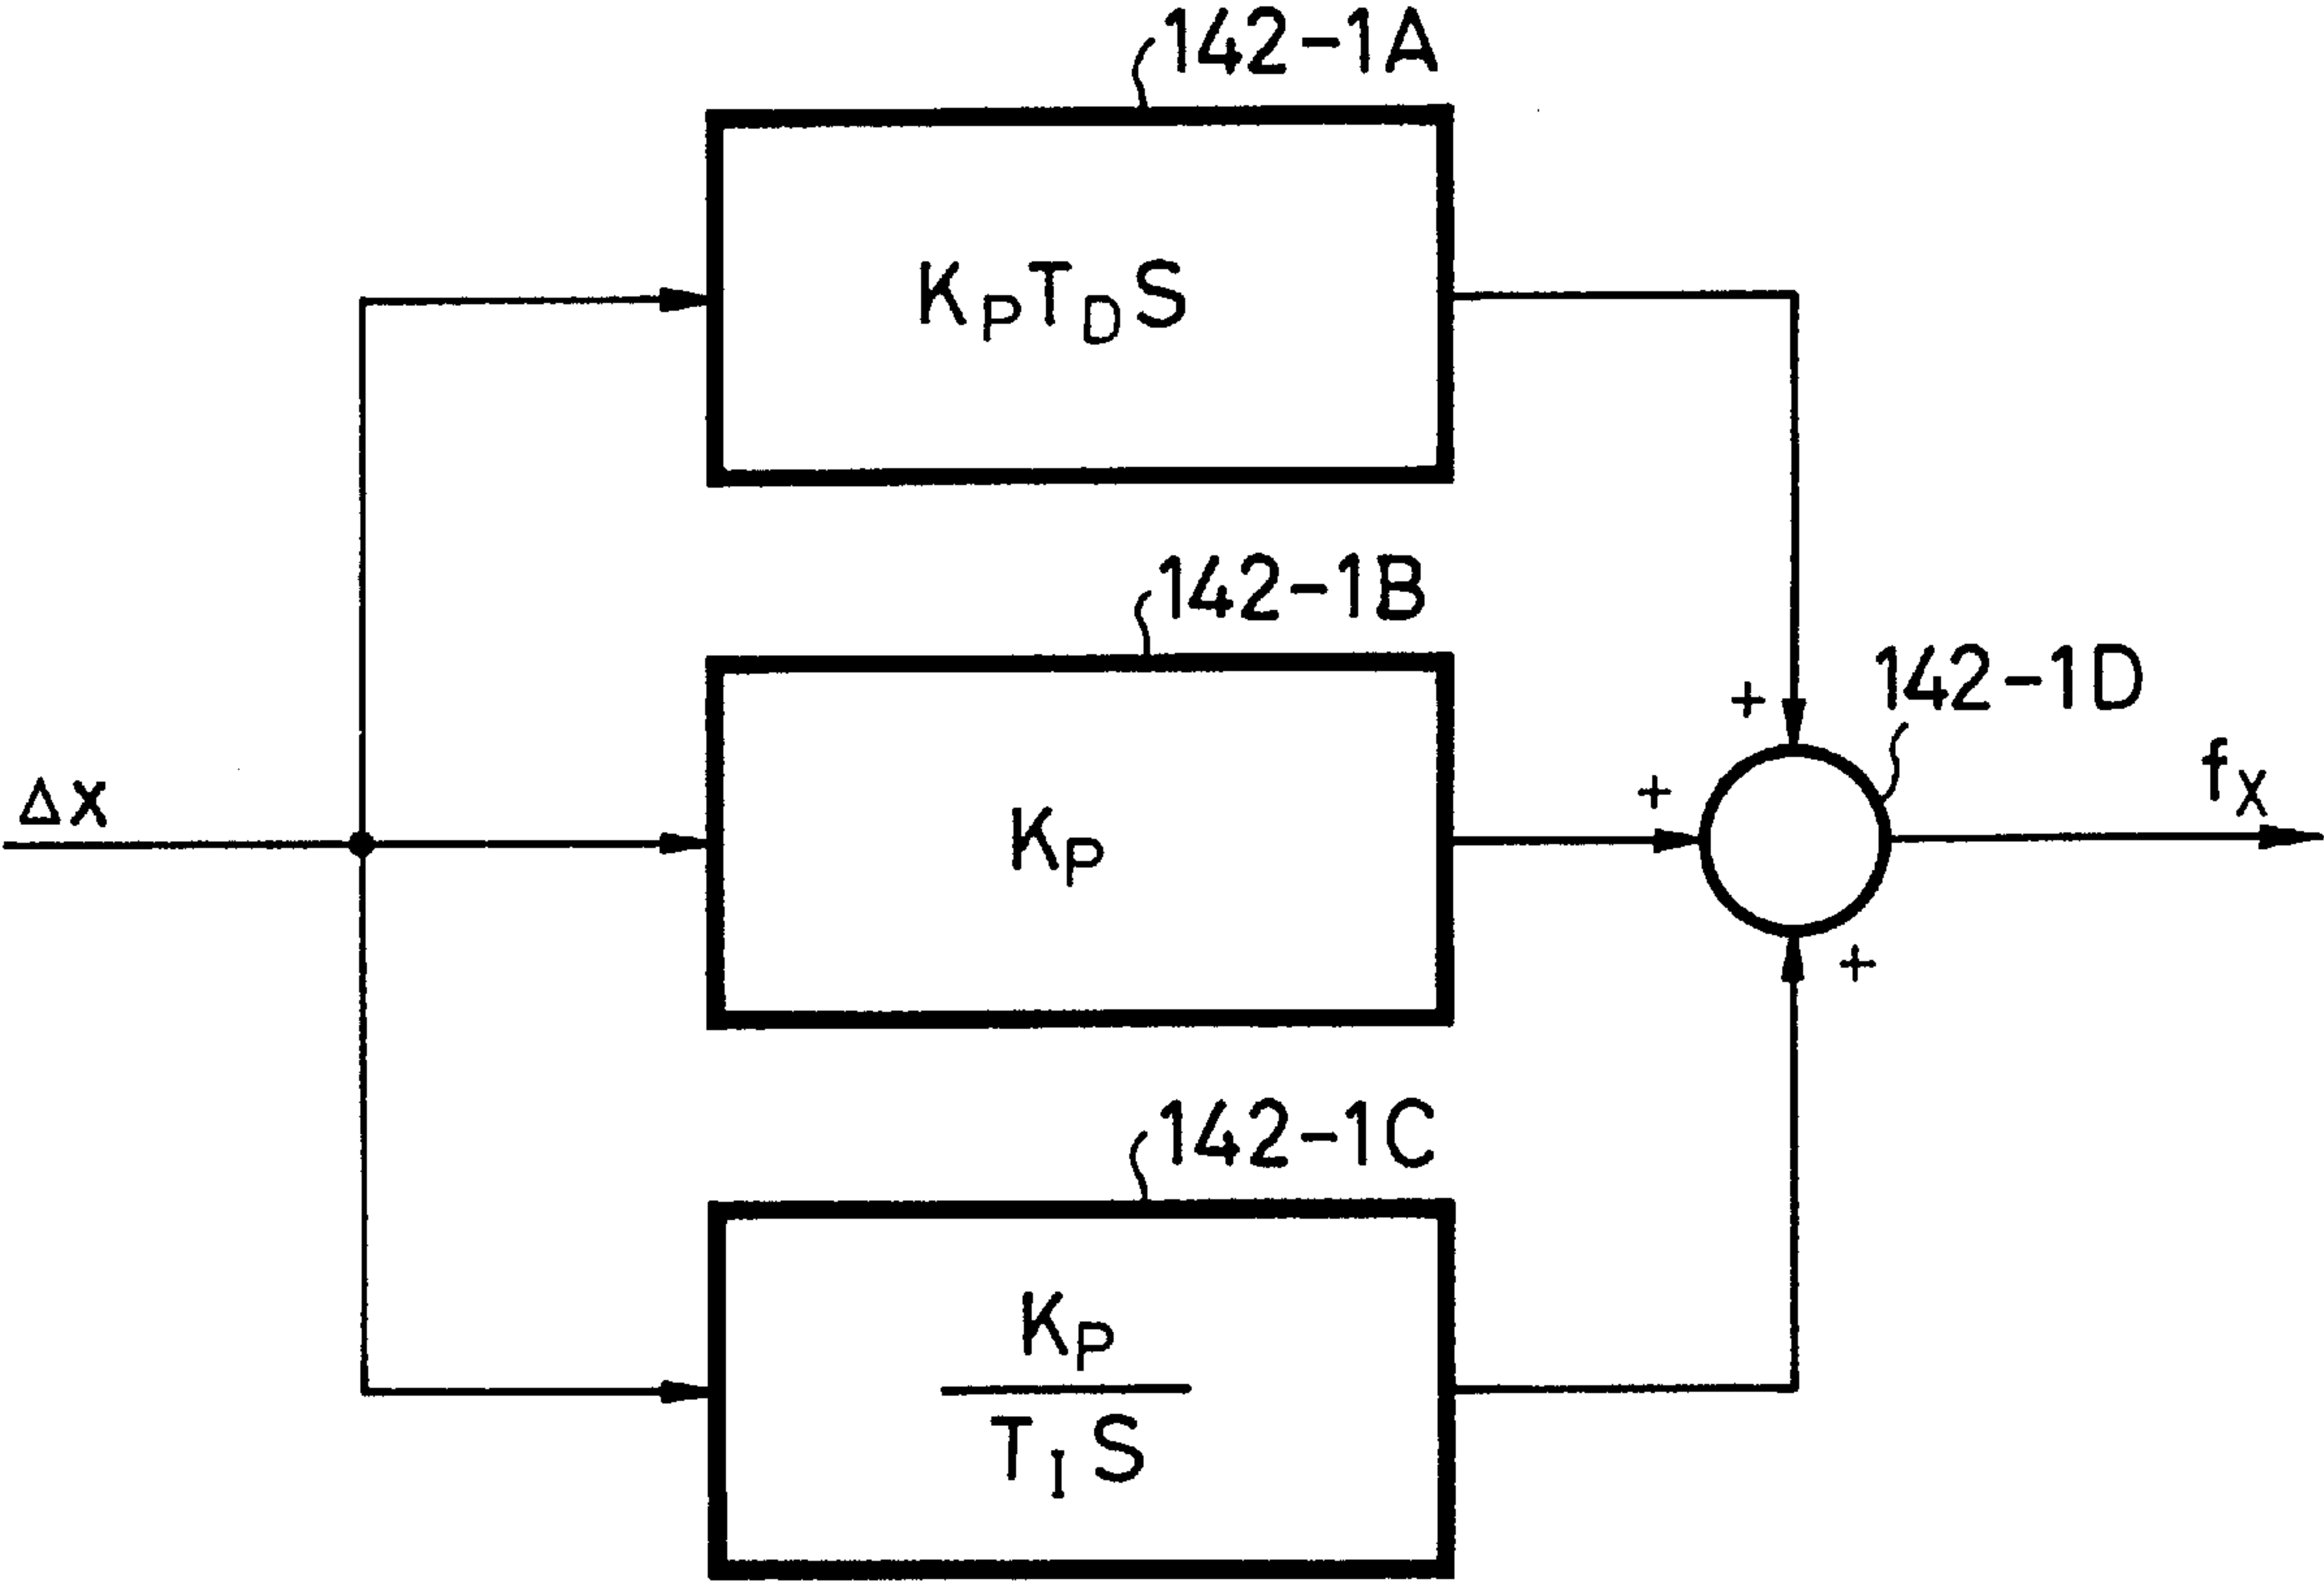 142-1A
KPTDS
142-1B
142-1D
+
+
Δx
KP
fX
+
142-1C
KP
TIS